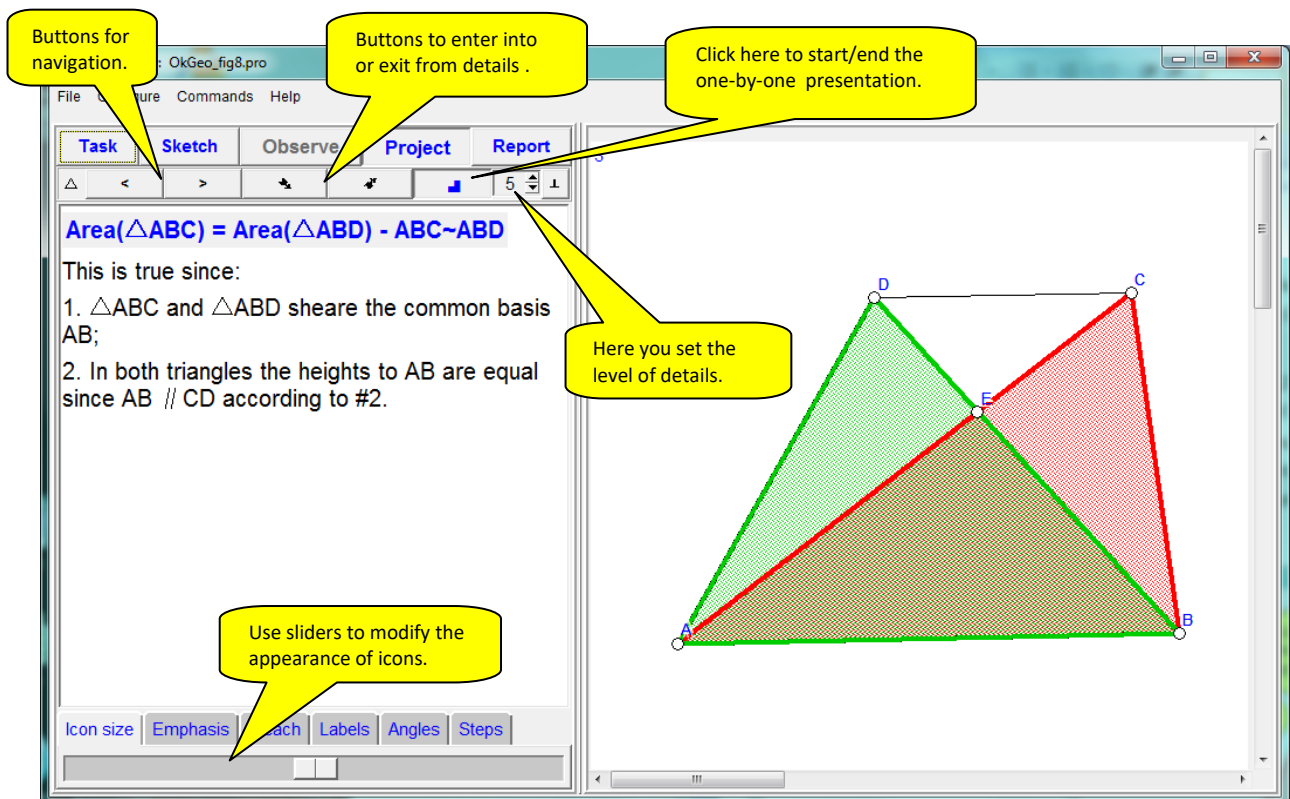 Buttons for
navigation.
Buttons to enter into
or exit from details .
Click here to start/end the
one-by-one presentation.
: OkGeo_fig8.pro
File Commands Help
Task Sketch Observe Project Report
< > 5
Area(△ABC) = Area(△ABD) - ABC~ABD
This is true since:
1. △ABC and △ABD sheare the common basis
AB;
2. In both triangles the heights to AB are equal
since AB // CD according to #2.
Here you set the
level of details.
Use sliders to modify the
appearance of icons.
Icon size Emphasis Labels Angles Steps
D
C
E
A
B